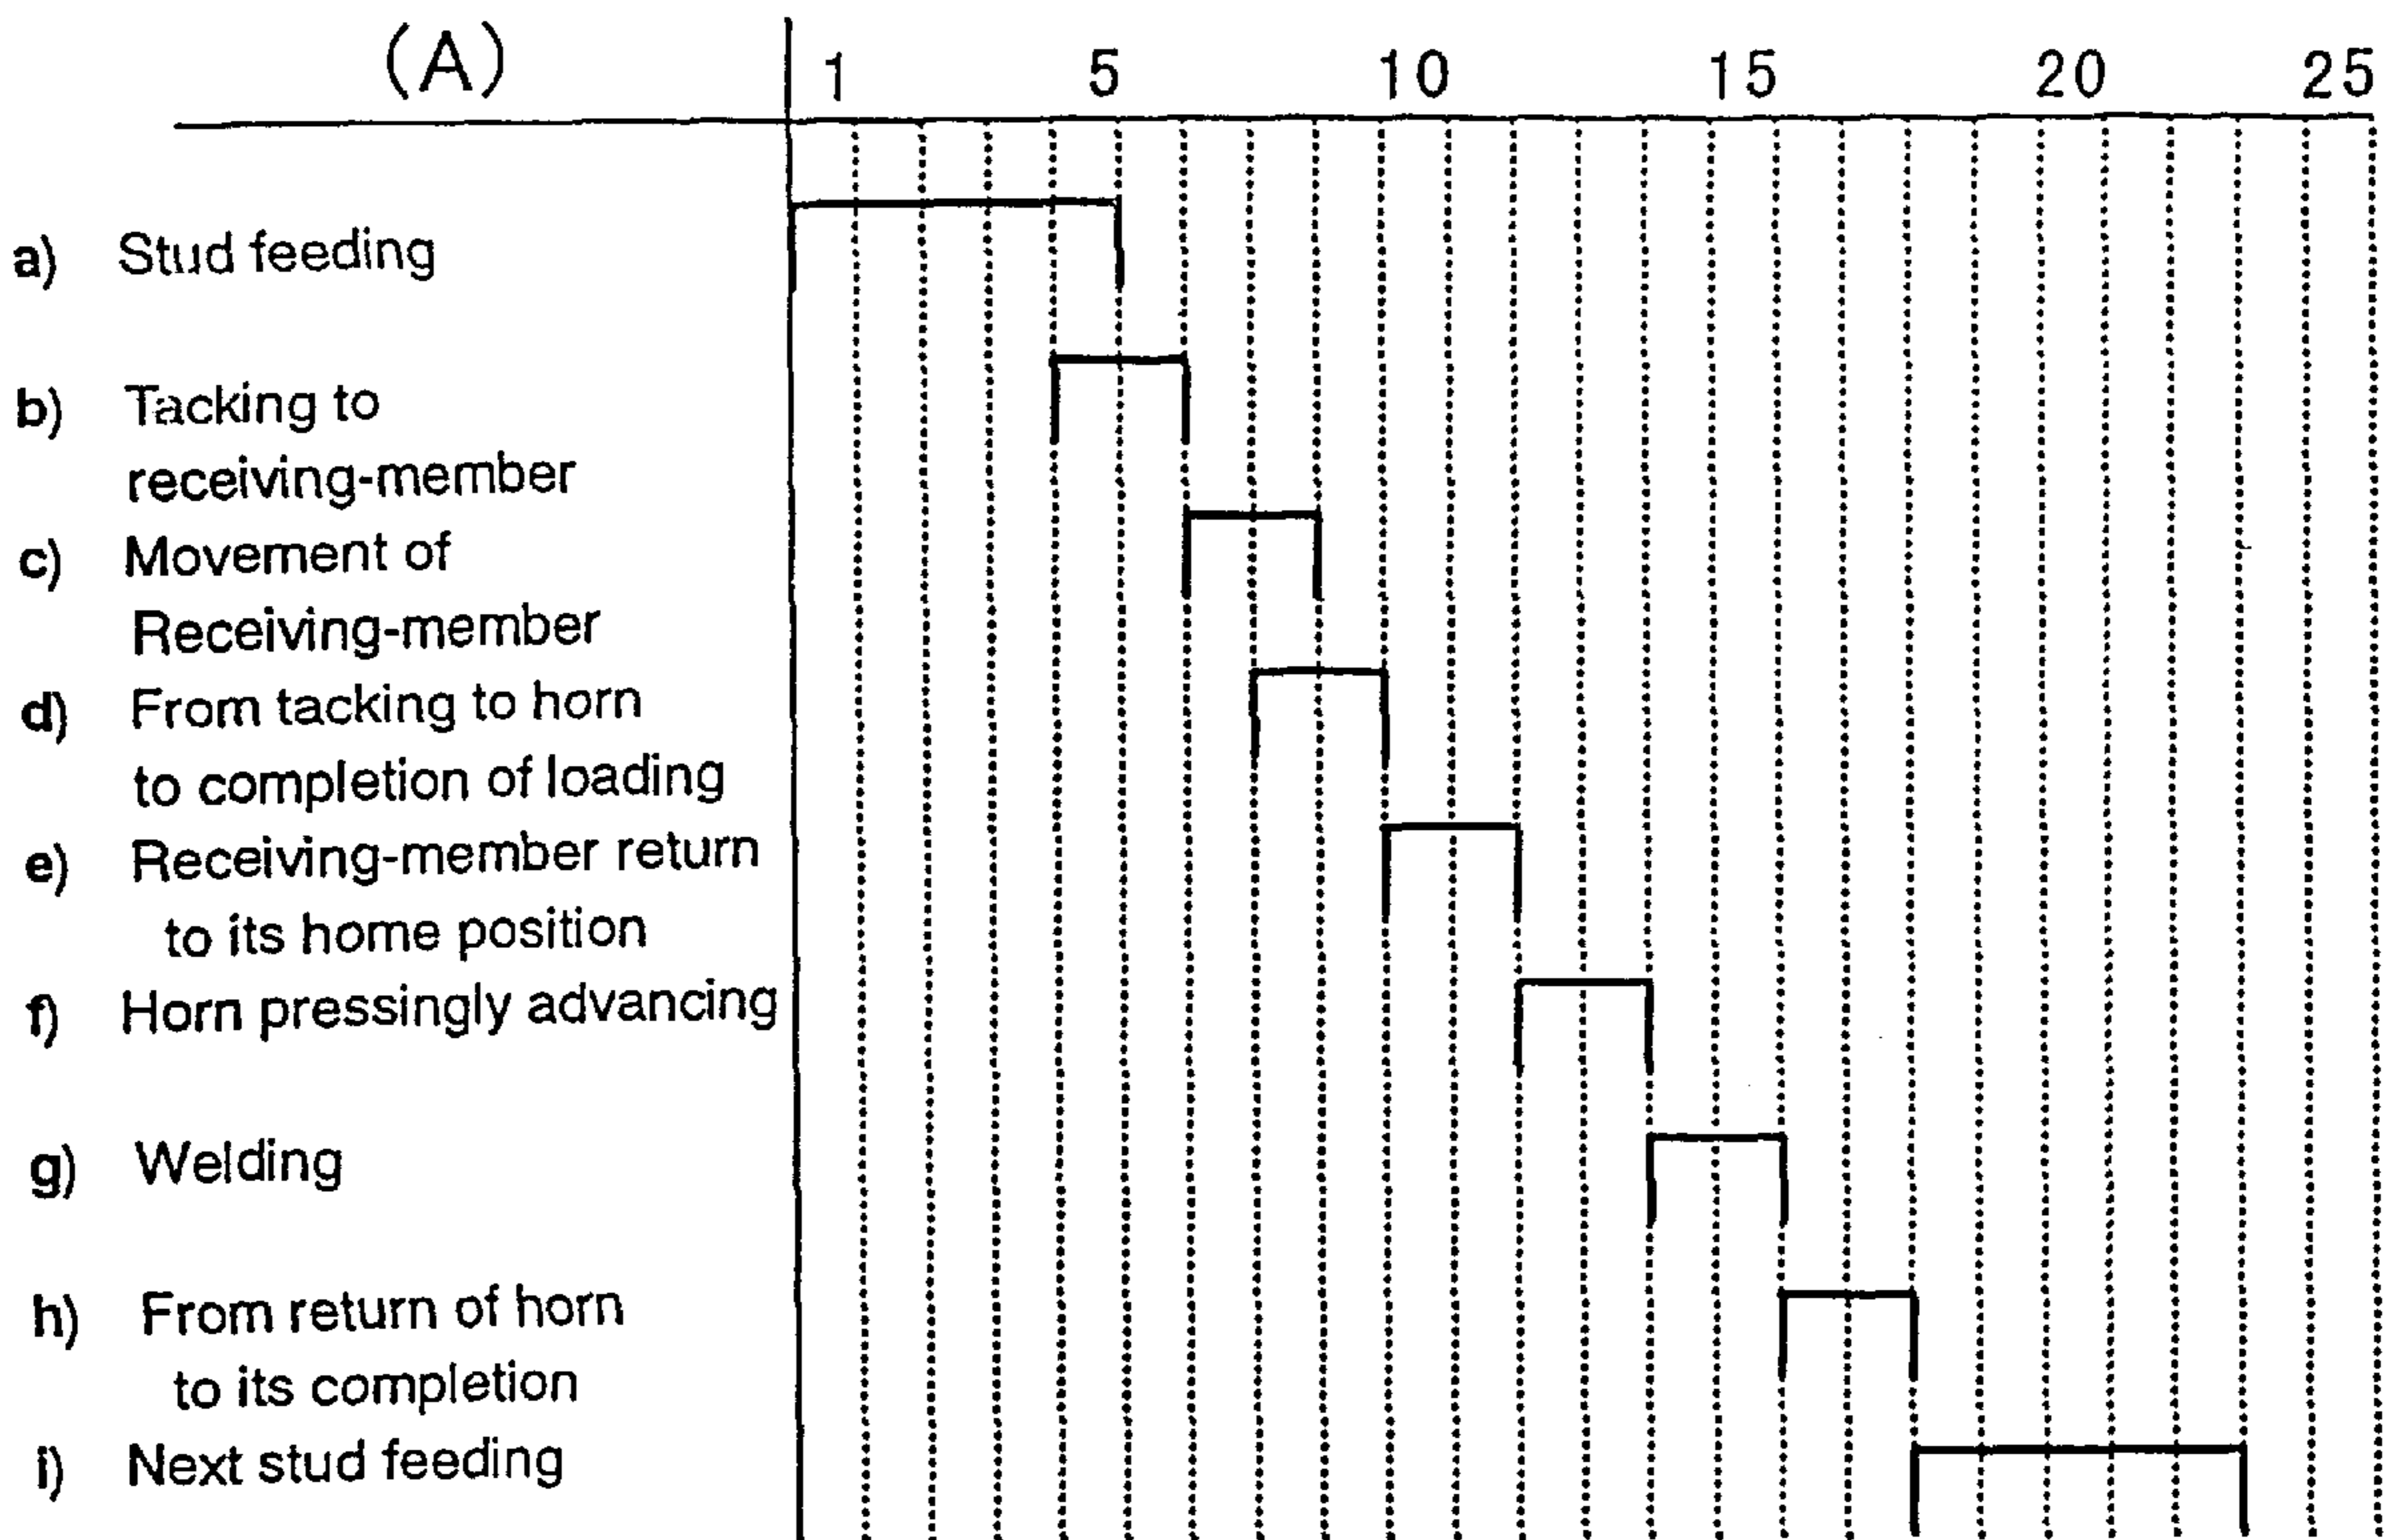 (A) 1 5 10 15 20 25
a) Stud feeding
b) Tacking to
receiving-member
c) Movement of
Receiving-member
d) From tacking to horn
to completion of loading
e) Receiving-member return
to its home position
f) Horn pressingly advancing
g) Welding
h) From return of horn
to its completion
i) Next stud feeding